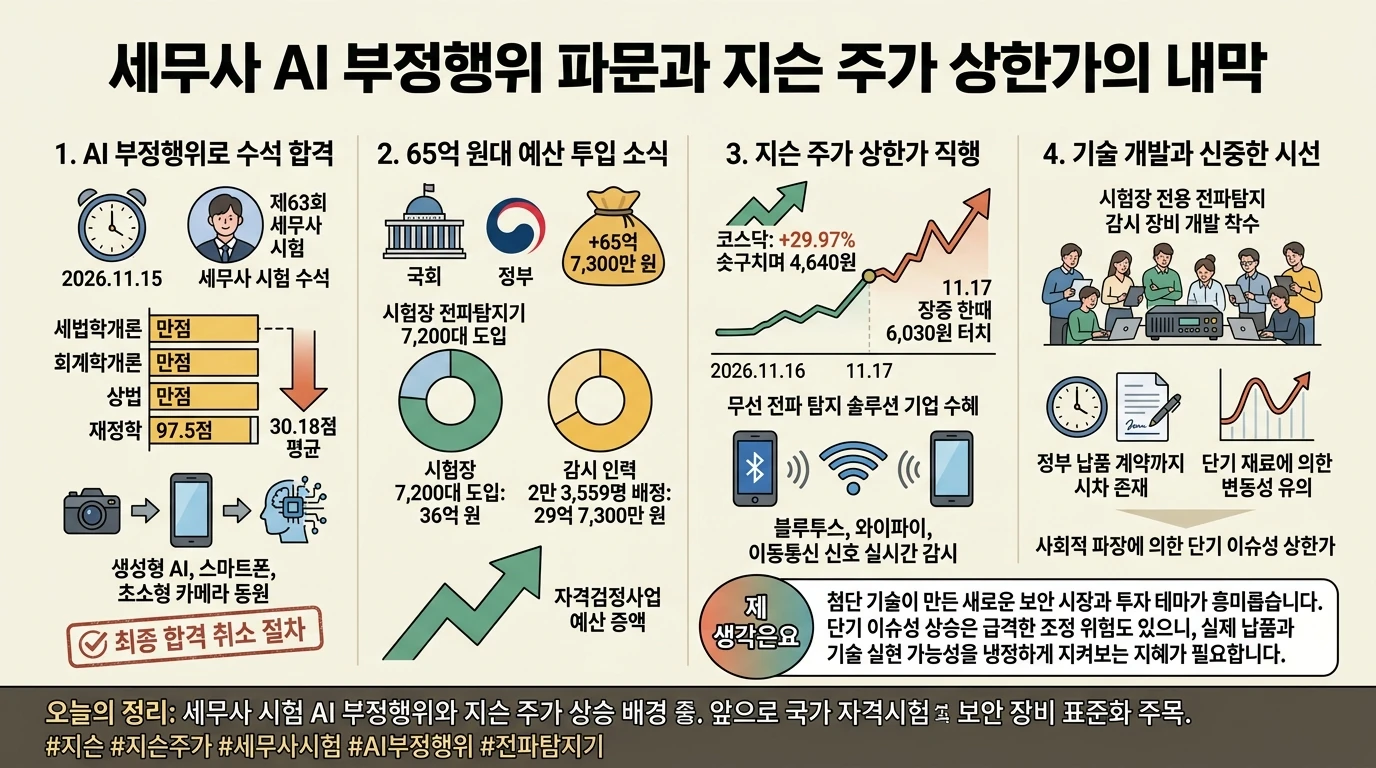 세무사 AI 부정행위 파문과 지슨 주가 상한가의 내막
1. AI 부정행위로 수석 합격
2026.11.15
제63회
세무사
시험
세무사 시험 수석
세법학개론 만점
회계학개론 만점
상법 만점
재정학 97.5점
30.18점
평균
생성형 AI, 스마트폰,
초소형 카메라 동원
최종 합격 취소 절차
2. 65억 원대 예산 투입 소식
국회
정부
+65억
7,300만 원
시험장 전파탐지기
7,200대 도입
시험장
7,200대 도입:
36억 원
감시 인력
2만 3,559명 배정:
29억 7,300만 원
자격검정사업
예산 증액
3. 지슨 주가 상한가 직행
코스닥: +29.97%
솟구치며 4,640원
11.17
장중 한때
6,030원 터치
2026.11.16
11.17
무선 전파 탐지 솔루션 기업 수혜
블루투스, 와이파이,
이동통신 신호 실시간 감시
4. 기술 개발과 신중한 시선
시험장 전용 전파탐지
감시 장비 개발 착수
정부 납품 계약까지
시차 존재
단기 재료에 의한
변동성 유의
사회적 파장에 의한 단기 이슈성 상한가
제
생각은요
첨단 기술이 만든 새로운 보안 시장과 투자 테마가 흥미롭습니다.
단기 이슈성 상승은 급격한 조정 위험도 있으니, 실제 납품과
기술 실현 가능성을 냉정하게 지켜보는 지혜가 필요합니다.
오늘의 정리: 세무사 시험 AI 부정행위와 지슨 주가 상승 배경 좋. 앞으로 국가 자격시험 보안 장비 표준화 주목.
#지슨 #지슨주가 #세무사시험 #AI부정행위 #전파탐지기